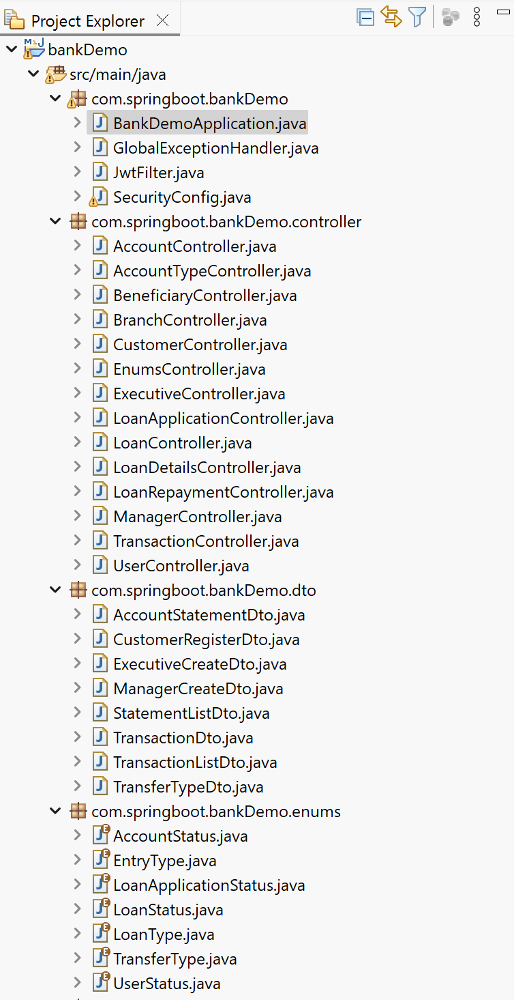 Project Explorer
bankDemo
src/main/java
com.springboot.bankDemo
BankDemoApplication.java
GlobalExceptionHandler.java
JwtFilter.java
SecurityConfig.java
com.springboot.bankDemo.controller
AccountController.java
AccountTypeController.java
BeneficiaryController.java
BranchController.java
CustomerController.java
EnumsController.java
ExecutiveController.java
LoanApplicationController.java
LoanController.java
LoanDetailsController.java
LoanRepaymentController.java
ManagerController.java
TransactionController.java
UserController.java
com.springboot.bankDemo.dto
AccountStatementDto.java
CustomerRegisterDto.java
ExecutiveCreateDto.java
ManagerCreateDto.java
StatementListDto.java
TransactionDto.java
TransactionListDto.java
TransferTypeDto.java
com.springboot.bankDemo.enums
AccountStatus.java
EntryType.java
LoanApplicationStatus.java
LoanStatus.java
LoanType.java
TransferType.java
UserStatus.java